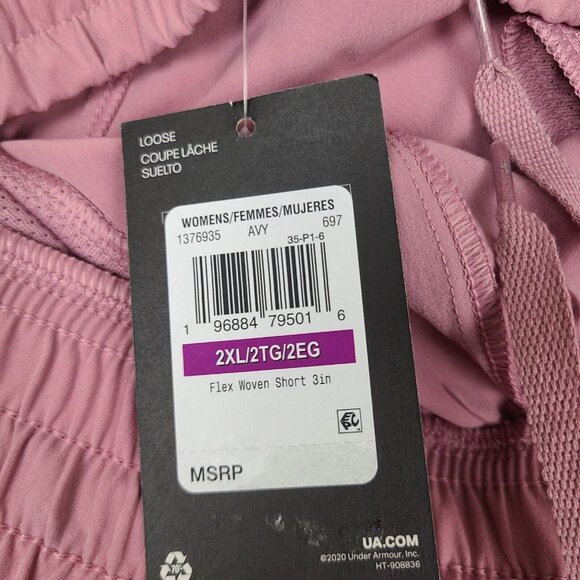 LOOSE
COUPE LÂCHE
SUELTO
WOMENS/FEMMES/MUJERES
1376935 AVY 697
35-P1-6
1 96884 79501 6
2XL/2TG/2EG
Flex Woven Short 3in
MSRP
70%
UA.COM
©2020 Under Armour, Inc.
HT-908836